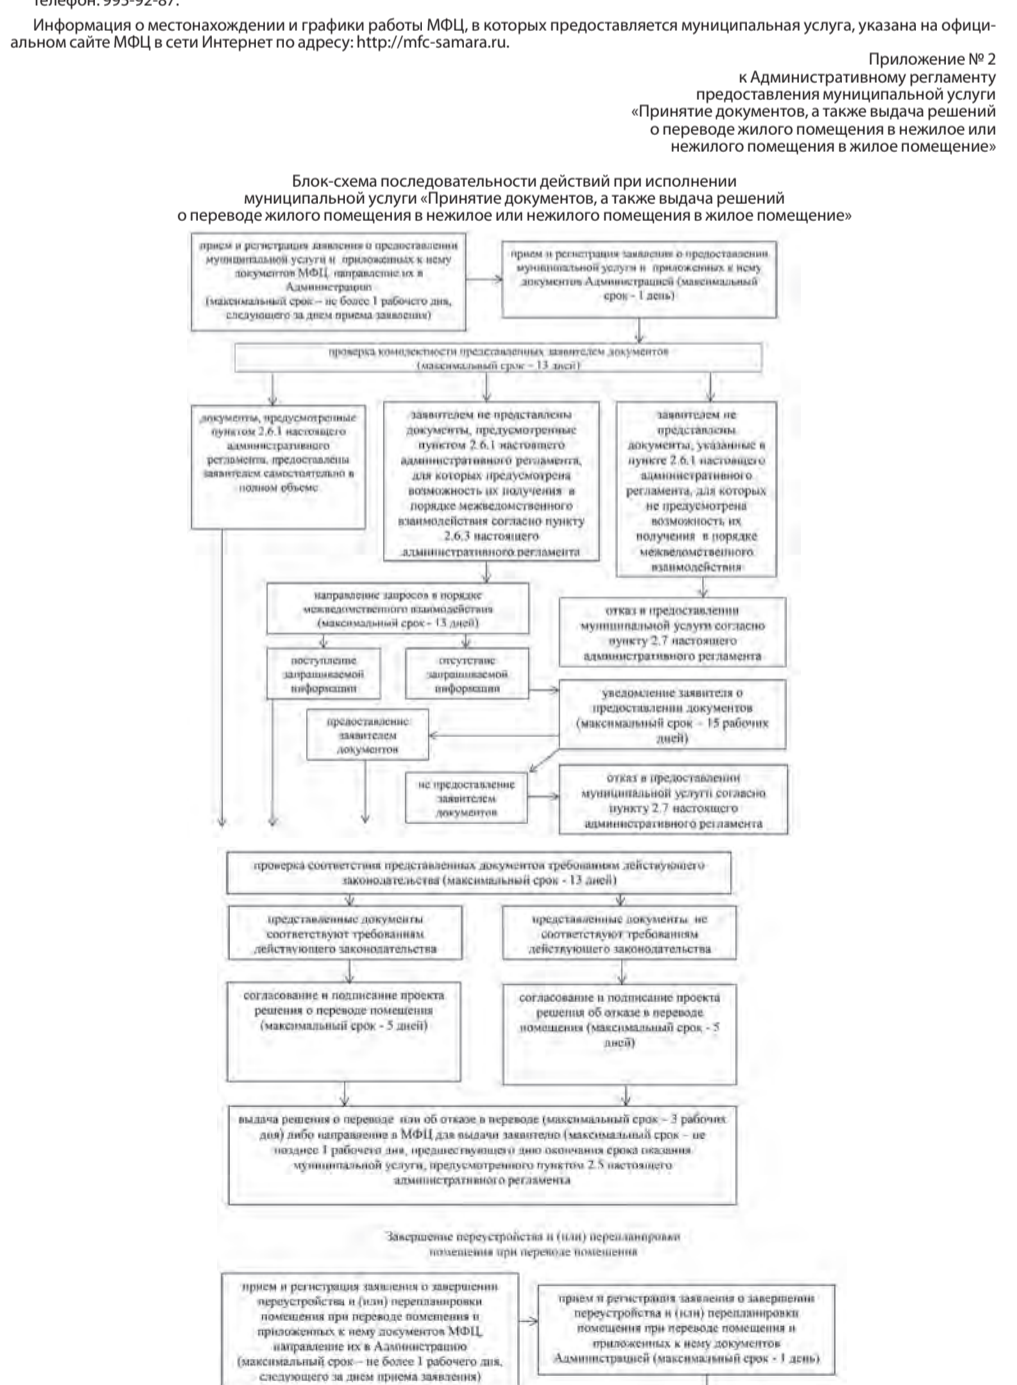 Телефон: 995-92-87.
Информация о местонахождении и графики работы МФЦ, в которых предоставляется муниципальная услуга, указана на офици-
альном сайте МФЦ в сети Интернет по адресу: http://mfc-samara.ru.
Приложение № 2
к Административному регламенту
предоставления муниципальной услуги
«Принятие документов, а также выдача решений
о переводе жилого помещения в нежилое или
нежилого помещения в жилое помещение»
Блок-схема последовательности действий при исполнении
муниципальной услуги «Принятие документов, а также выдача решений
о переводе жилого помещения в нежилое или нежилого помещения в жилое помещение»
прием и регистрация заявления о предоставлении
муниципальной услуги и приложенных к нему
документов МФЦ, направление их в
Администрацию
(максимальный срок – не более 1 рабочего дня,
следующего за днем приема заявления)
прием и регистрация заявления о предоставлении
муниципальной услуги и приложенных к нему
документов Администрацией (максимальный
срок - 1 день)
проверка комплектности представленных заявителем документов
(максимальный срок – 13 дней)
документы, предусмотренные
пунктом 2.6.1 настоящего
административного
регламента, предоставлены
заявителем самостоятельно в
полном объеме
заявителем не представлены
документы, предусмотренные
пунктом 2.6.1 настоящего
административного регламента,
для которых предусмотрена
возможность их получения в
порядке межведомственного
взаимодействия согласно пункту
2.6.3 настоящего
административного регламента
заявителем не
представлены
документы, указанные в
пункте 2.6.1 настоящего
административного
регламента, для которых
не предусмотрена
возможность их
получения в порядке
межведомственного
взаимодействия
направление запросов в порядке
межведомственного взаимодействия
(максимальный срок - 13 дней)
отказ в предоставлении
муниципальной услуги согласно
пункту 2.7 настоящего
административного регламента
поступление
запрашиваемой
информации
отсутствие
запрашиваемой
информации
уведомление заявителя о
предоставлении документов
(максимальный срок – 15 рабочих
дней)
предоставление
заявителем
документов
не предоставление
заявителем
документов
отказ в предоставлении
муниципальной услуги согласно
пункту 2.7 настоящего
административного регламента
проверка соответствия представленных документов требованиям действующего
законодательства (максимальный срок - 13 дней)
представленные документы
соответствуют требованиям
действующего законодательства
представленные документы не
соответствуют требованиям
действующего законодательства
согласование и подписание проекта
решения о переводе помещения
(максимальный срок - 5 дней)
согласование и подписание проекта
решения об отказе в переводе
помещения (максимальный срок - 5
дней)
выдача решения о переводе или об отказе в переводе (максимальный срок – 3 рабочих
дня) либо направление в МФЦ для выдачи заявителю (максимальный срок – не
позднее 1 рабочего дня, предшествующего дню окончания срока оказания
муниципальной услуги, предусмотренного пунктом 2.5 настоящего
административного регламента
Завершение переустройства и (или) перепланировки
помещения при переводе помещения
прием и регистрация заявления о завершении
переустройства и (или) перепланировки
помещения при переводе помещения и
приложенных к нему документов МФЦ,
направление их в Администрацию
(максимальный срок – не более 1 рабочего дня,
следующего за днем приема заявления)
прием и регистрация заявления о завершении
переустройства и (или) перепланировки
помещения при переводе помещения и
приложенных к нему документов
Администрацией (максимальный срок - 1 день)